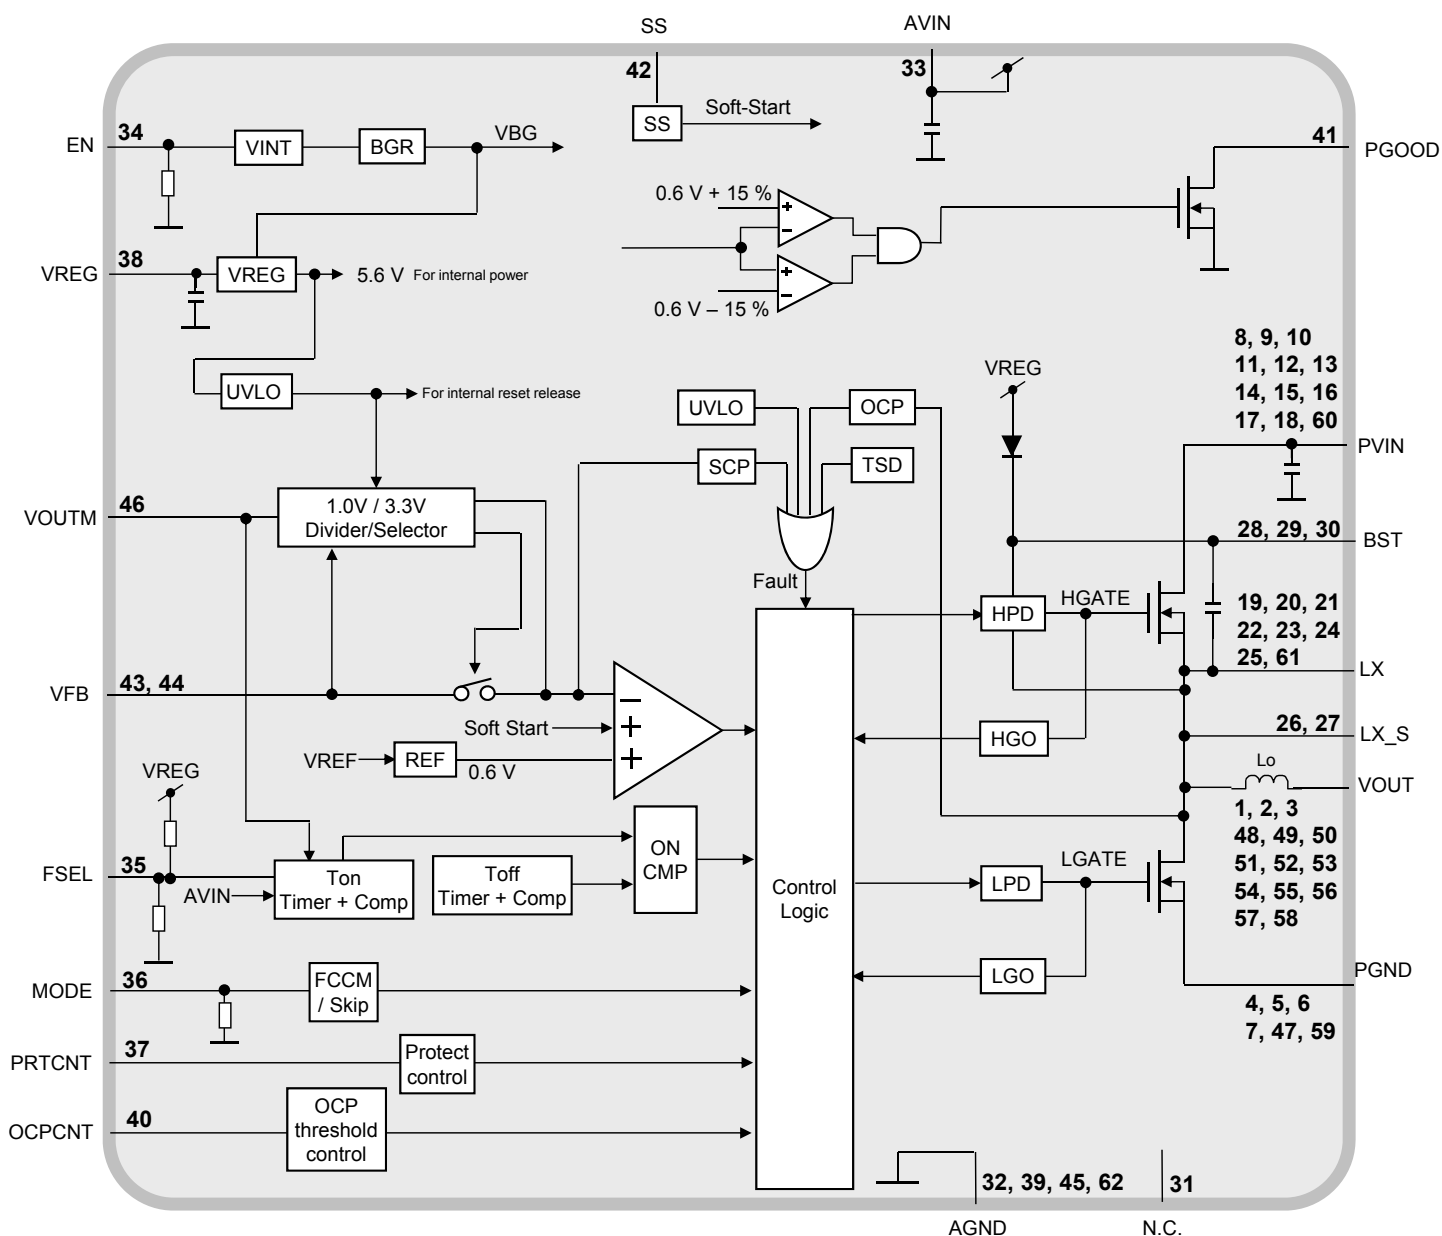 SS
AVIN
42
33
Soft-Start
SS
EN
34
VINT
BGR
VBG
41
PGOOD
0.6 V + 15 %
+
−
+
−
0.6 V – 15 %
VREG
38
VREG
5.6 V For internal power
8, 9, 10
11, 12, 13
14, 15, 16
17, 18, 60
PVIN
VREG
UVLO
For internal reset release
UVLO
OCP
SCP
TSD
VOUTM
46
1.0V / 3.3V
Divider/Selector
28, 29, 30
BST
Fault
HPD
HGATE
19, 20, 21
22, 23, 24
25, 61
LX
VFB
43, 44
−
+
+
Soft Start
VREF
REF
0.6 V
HGO
26, 27
LX_S
Lo
VOUT
1, 2, 3
48, 49, 50
51, 52, 53
54, 55, 56
57, 58
VREG
FSEL
35
AVIN
Ton
Timer + Comp
Toff
Timer + Comp
ON
CMP
Control
Logic
LPD
LGATE
LGO
PGND
4, 5, 6
7, 47, 59
MODE
36
FCCM
/ Skip
PRTCNT
37
Protect
control
OCPCNT
40
OCP
threshold
control
32, 39, 45, 62
31
AGND
N.C.